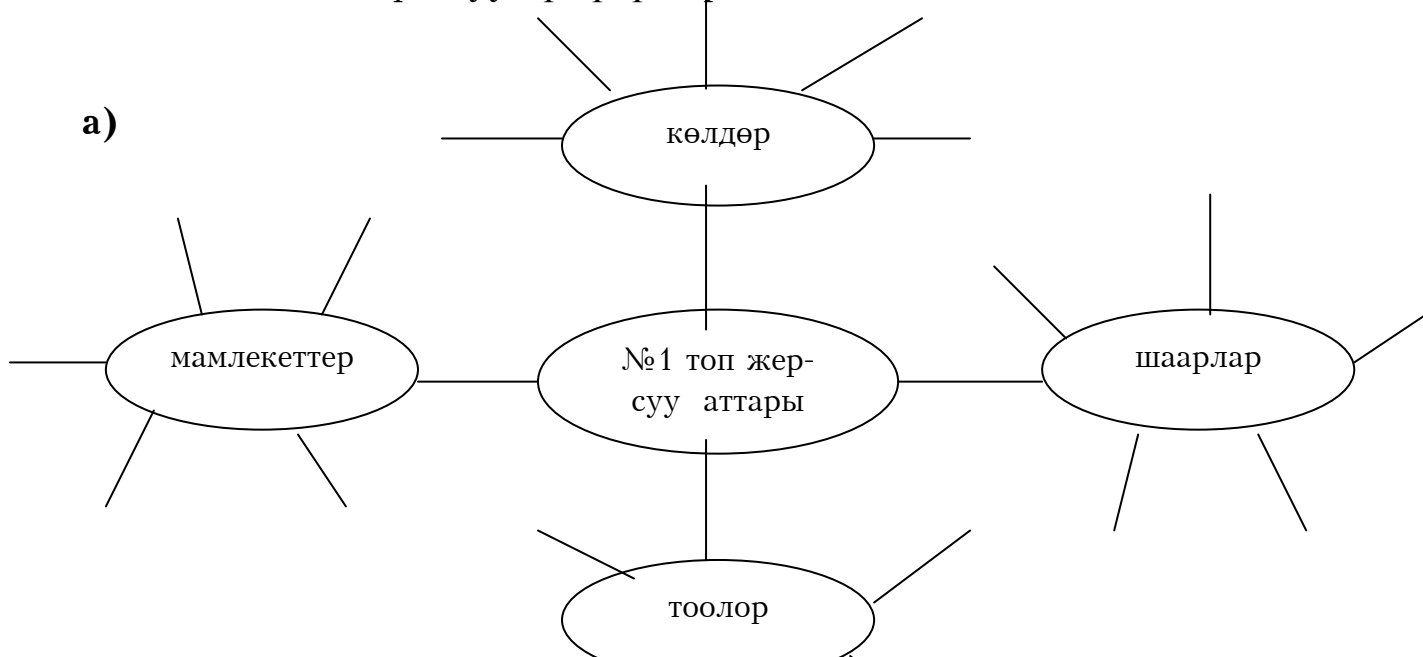 а)
көлдөр
мамлекеттер
№1 топ жер-
суу аттары
шаарлар
тоолор